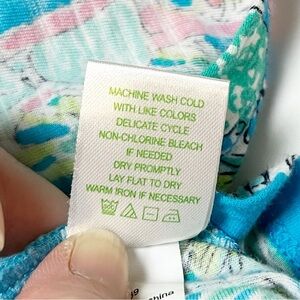 MACHINE WASH COLD
WITH LIKE COLORS
DELICATE CYCLE
NON-CHLORINE BLEACH
IF NEEDED
DRY PROMPTLY
LAY FLAT TO DRY
WARM IRON IF NECESSARY
china